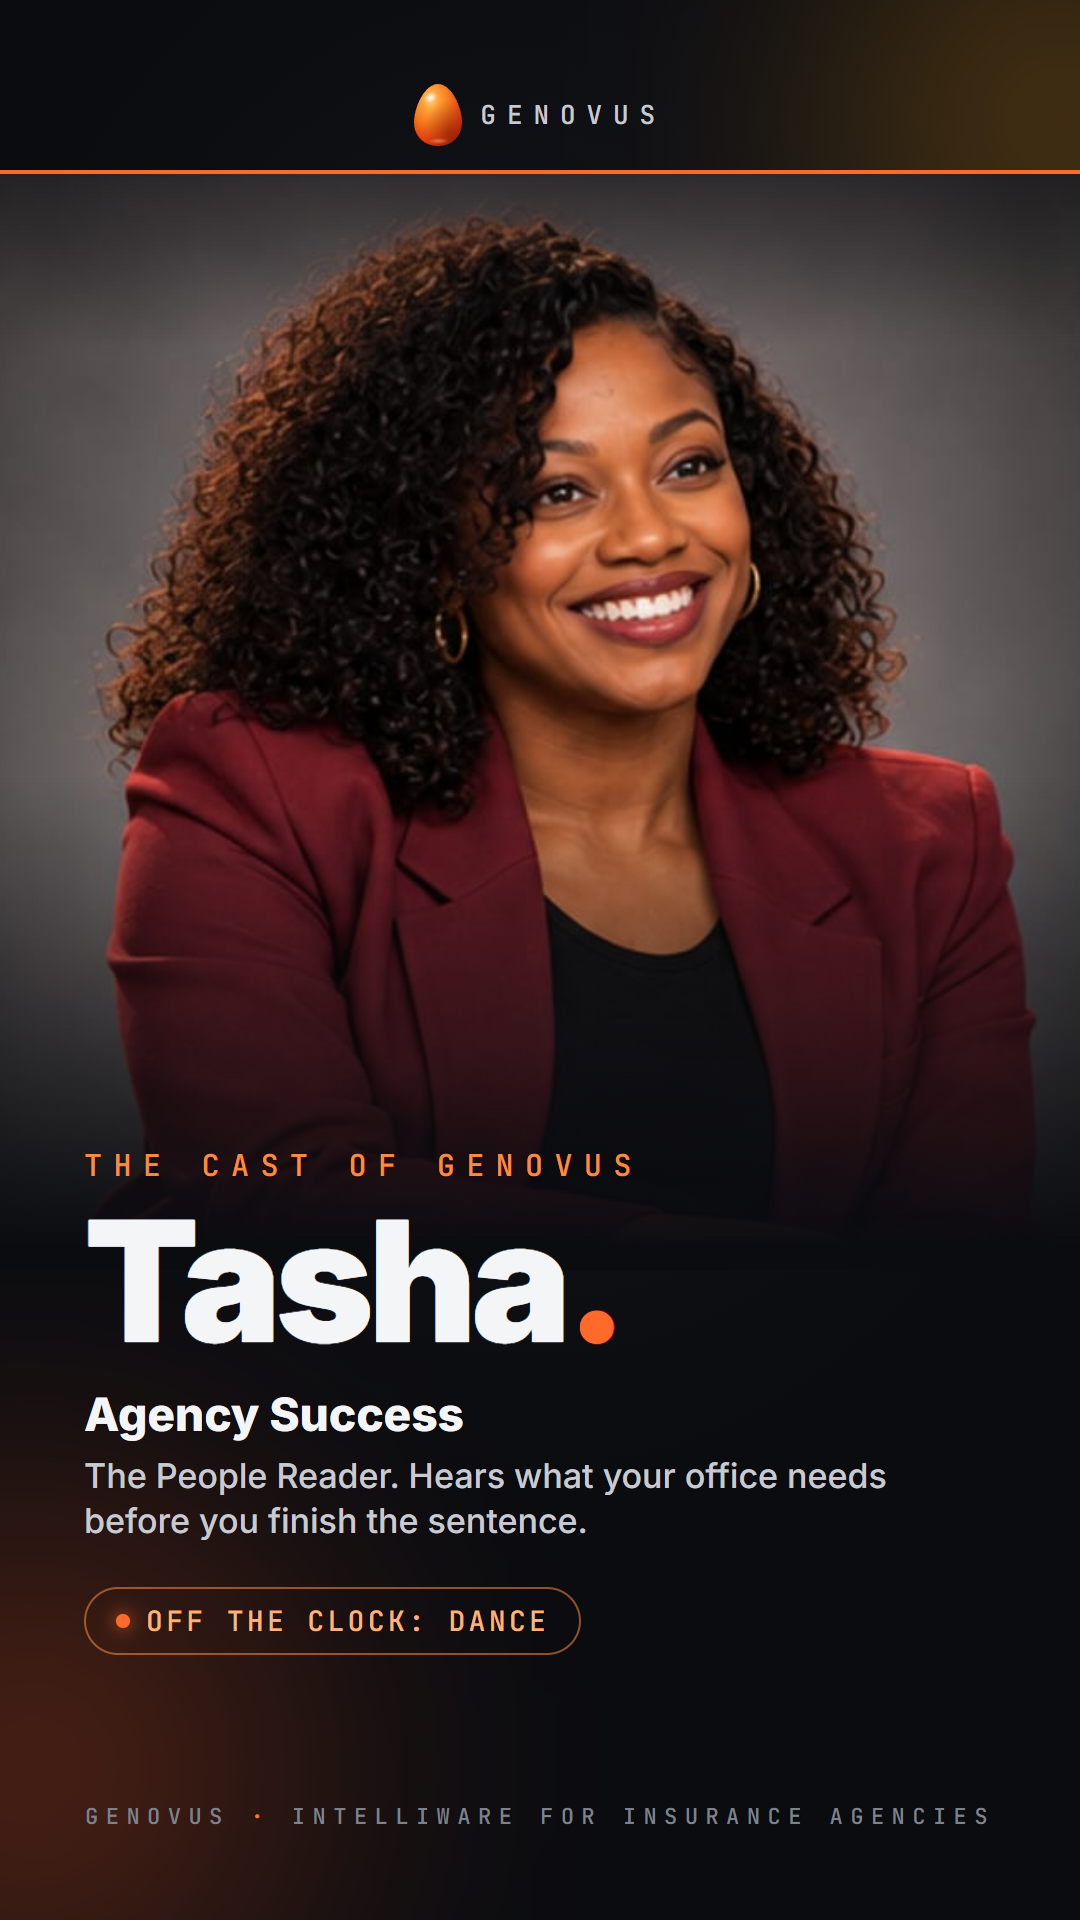 GENOVUS
THE CAST OF GENOVUS
Tasha.
Agency Success
The People Reader. Hears what your office needs
before you finish the sentence.
OFF THE CLOCK: DANCE
GENOVUS · INTELLIWARE FOR INSURANCE AGENCIES